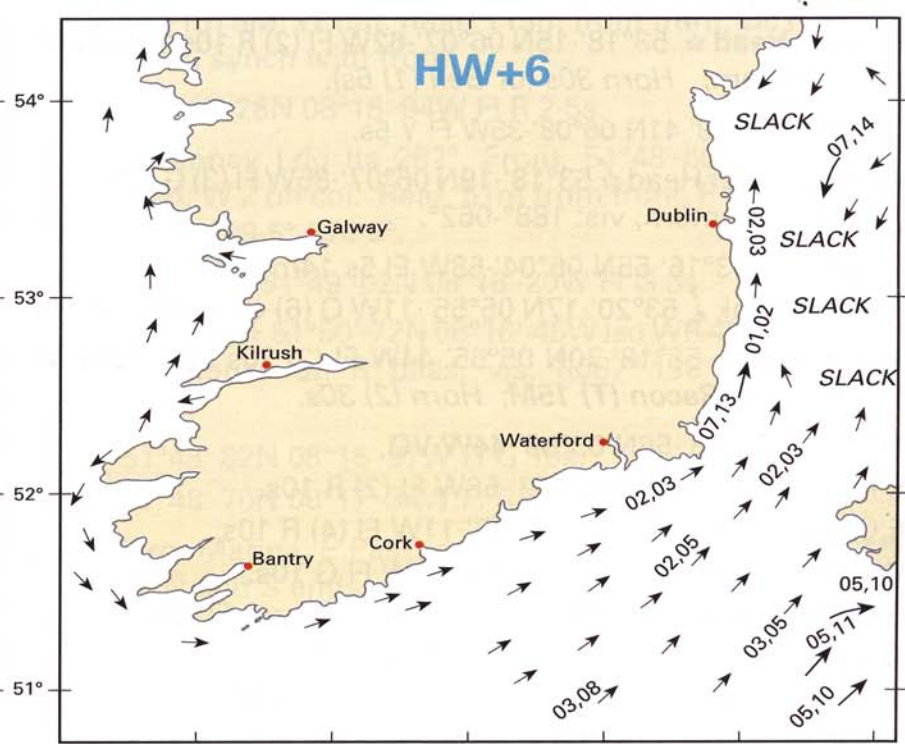 HW+6
54°
SLACK
07,14
Dublin
Galway
02,03
SLACK
53°
SLACK
01,02
Kilrush
SLACK
07,13
Waterford
02,03
52°
02,03
Cork
02,05
Bantry
05,10
03,05
05,11
51°
03,08
05,10